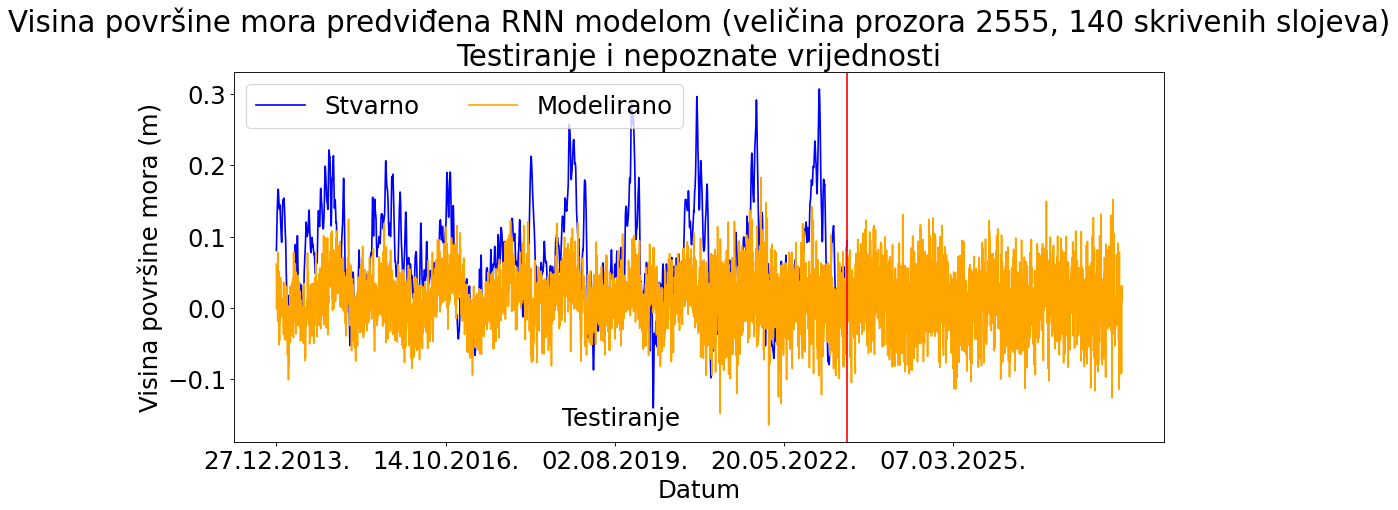 Visina površine mora predviđena RNN modelom (veličina prozora 2555, 140 skrivenih slojeva)
Testiranje i nepoznate vrijednosti
Stvarno
Modelirano
0.3
0.2
0.1
0.0
−0.1
Visina površine mora (m)
Testiranje
27.12.2013.
14.10.2016.
02.08.2019.
20.05.2022.
07.03.2025.
Datum